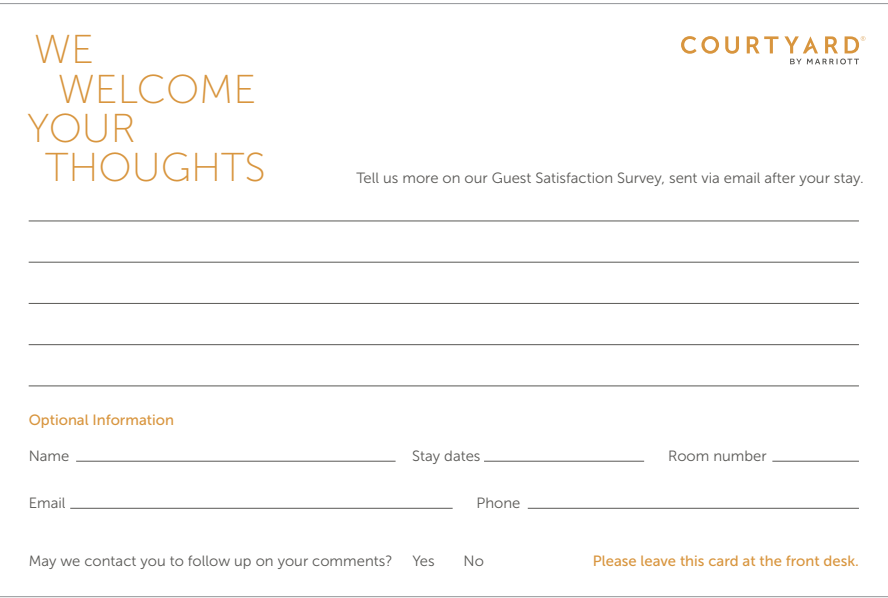 WE
WELCOME
YOUR
THOUGHTS
COURTYARD®
BY MARRIOTT
Tell us more on our Guest Satisfaction Survey, sent via email after your stay.
Optional Information
Name Stay dates Room number
Email Phone
May we contact you to follow up on your comments? Yes No Please leave this card at the front desk.